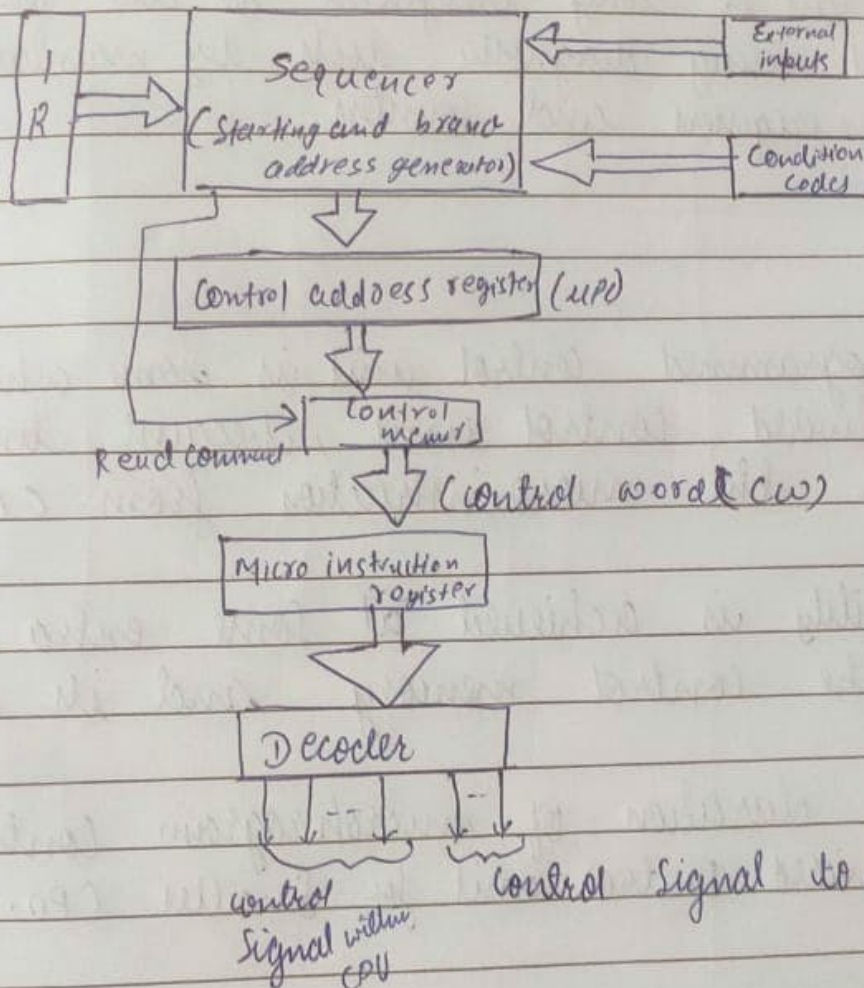 I
R
Sequencer
(Starting and branch
address generator)
External
inputs
Condition
codes
Control address register (μPC)
Control
memory
Read command
(Control word (CW)
Micro instruction
register
Decoder
control
Signal within
CPU
Control Signal to